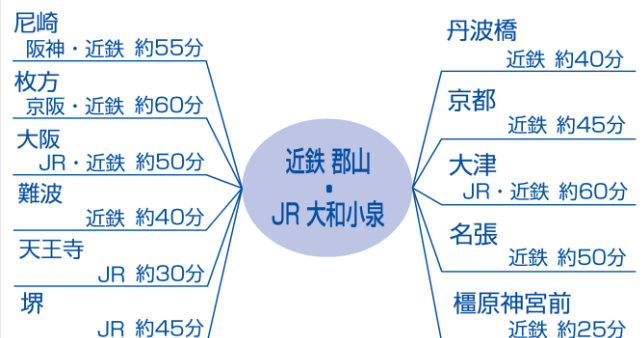 尼崎
阪神・近鉄 約55分
枚方
京阪・近鉄 約60分
大阪
JR・近鉄 約50分
難波
近鉄 約40分
天王寺
JR 約30分
堺
JR 約45分
近鉄 郡山
・
JR 大和小泉
丹波橋
近鉄 約40分
京都
近鉄 約45分
大津
JR・近鉄 約60分
名張
近鉄 約50分
橿原神宮前
近鉄 約25分